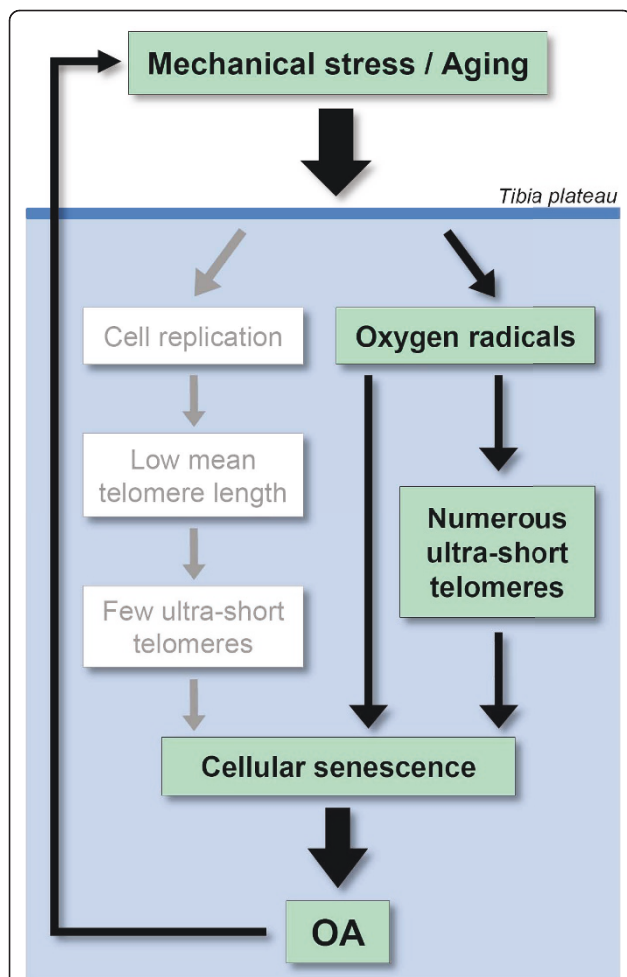 Mechanical stress / Aging
Tibia plateau
Cell replication
Oxygen radicals
Low mean
telomere length
Numerous
ultra-short
telomeres
Few ultra-short
telomeres
Cellular senescence
OA